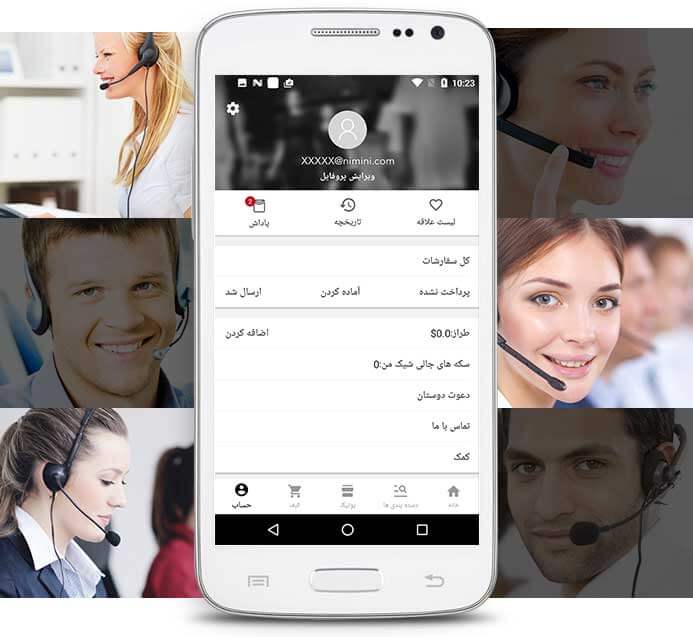 10:23
XXXXX@nimini.com
ویرایش پروفایل
لیست علاقه
تاریخچه
پاداش
2
کل سفارشات
پرداخت نشده آماده کردن ارسال شد
طراز:$0.0 اضافه کردن
سکه های جالی شیک من:0
دعوت دوستان
تماس با ما
کمک
خانه دسته بندی ها بوتیک کیف حساب